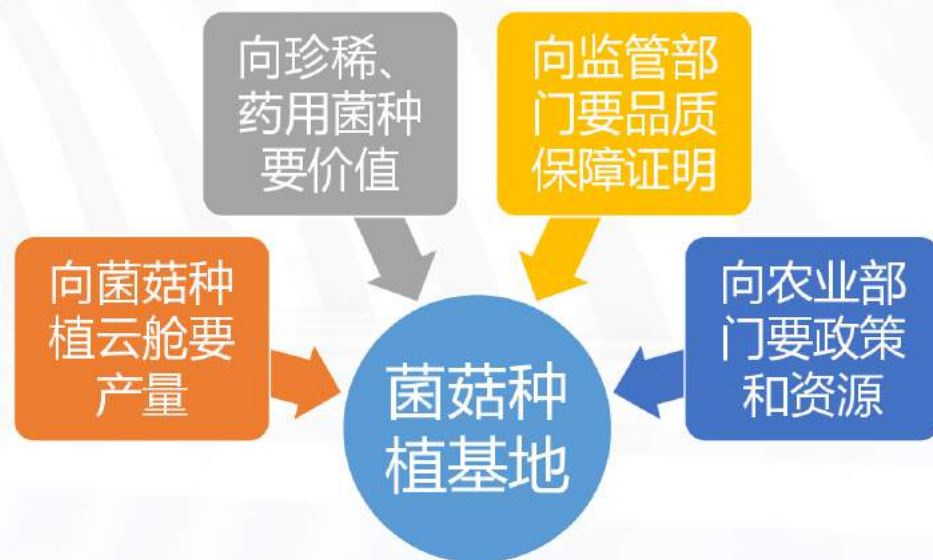 向珍稀、
药用菌种
要价值
向监管部
门要品质
保障证明
向菌菇种
植云舱要
产量
向农业部
门要政策
和资源
菌菇种
植基地